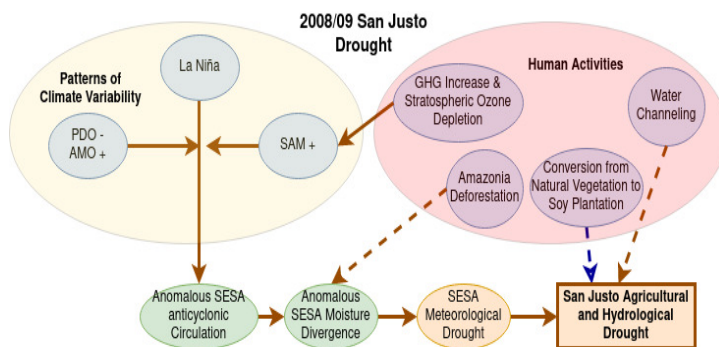 2008/09 San Justo
Drought
Patterns of
Climate Variability
La Niña
PDO -
AMO +
SAM +
Human Activities
GHG Increase &
Stratospheric Ozone
Depletion
Water
Channeling
Amazonia
Deforestation
Conversion from
Natural Vegetation to
Soy Plantation
Anomalous SESA
anticyclonic
Circulation
Anomalous
SESA Moisture
Divergence
SESA
Meteorological
Drought
San Justo Agricultural
and Hydrological
Drought